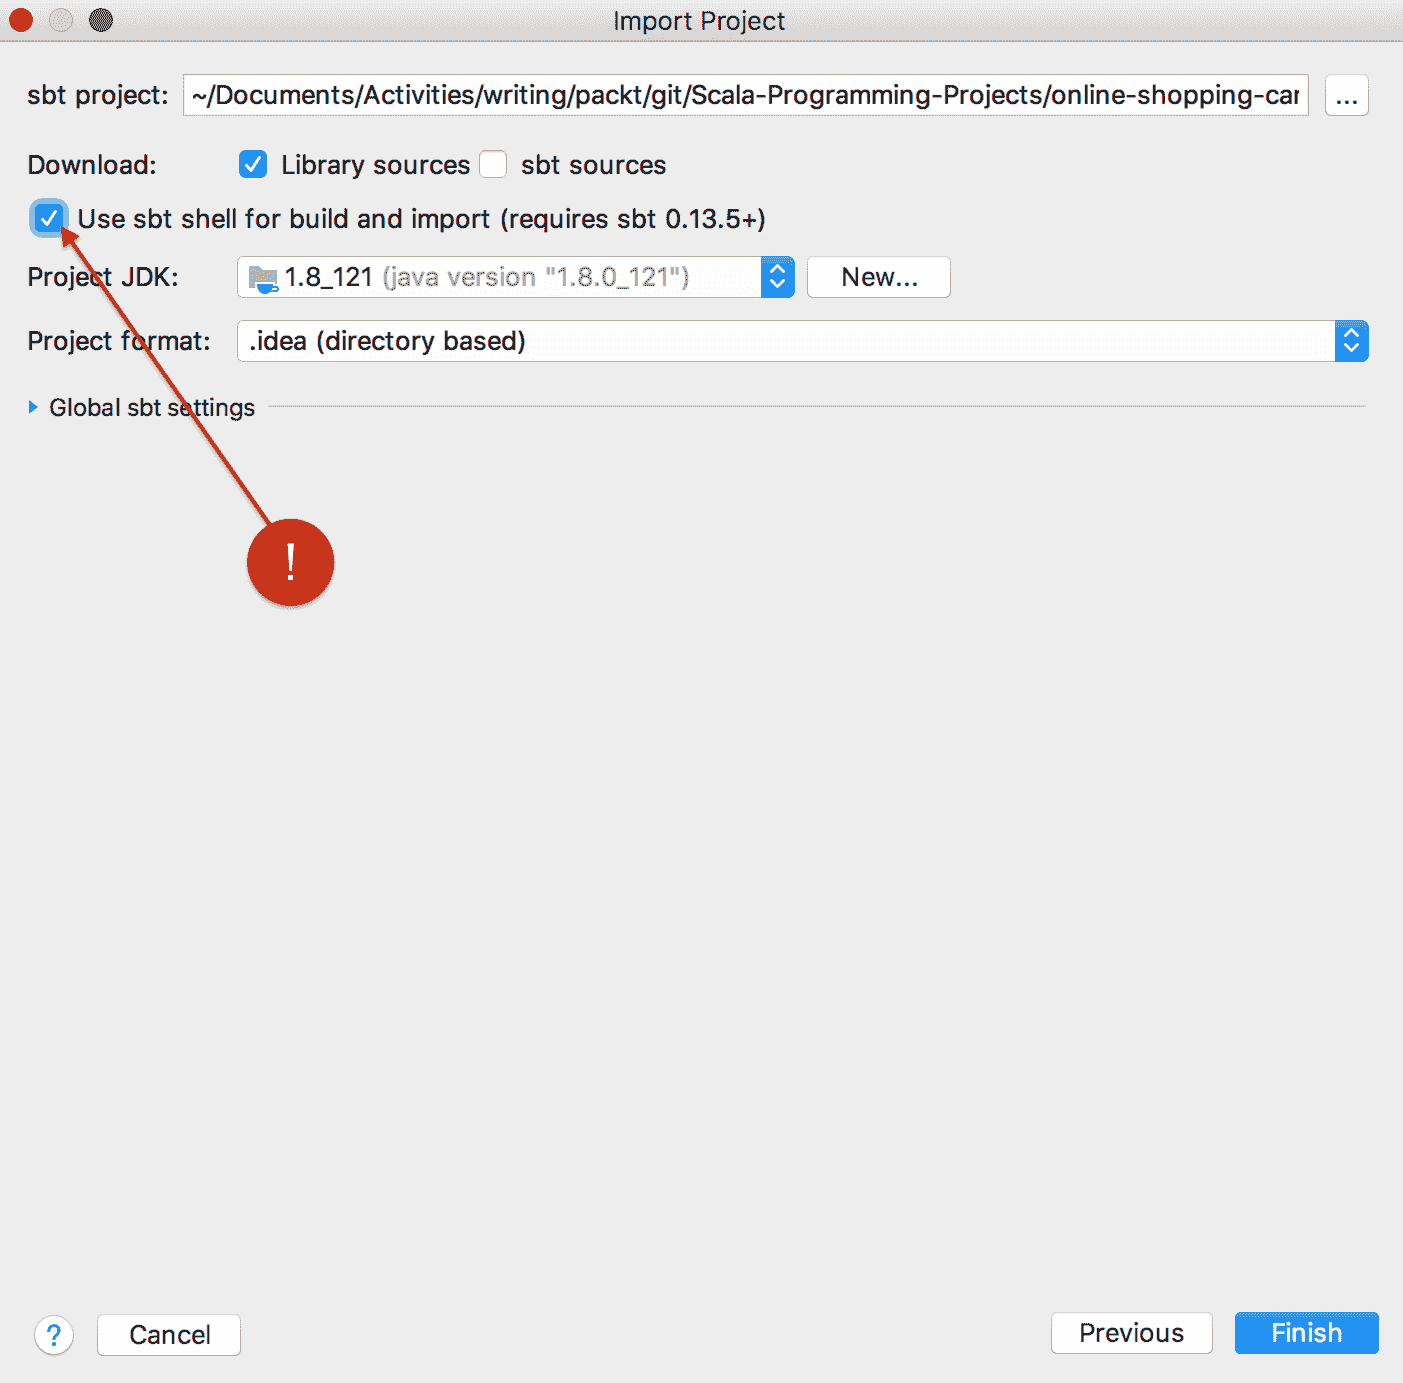 Import Project
sbt project: ~/Documents/Activities/writing/packt/git/Scala-Programming-Projects/online-shopping-car ...
Download: Library sources sbt sources
Use sbt shell for build and import (requires sbt 0.13.5+)
Project JDK: 1.8_121 (java version "1.8.0_121") New...
Project format: .idea (directory based)
Global sbt settings
!
? Cancel Previous Finish